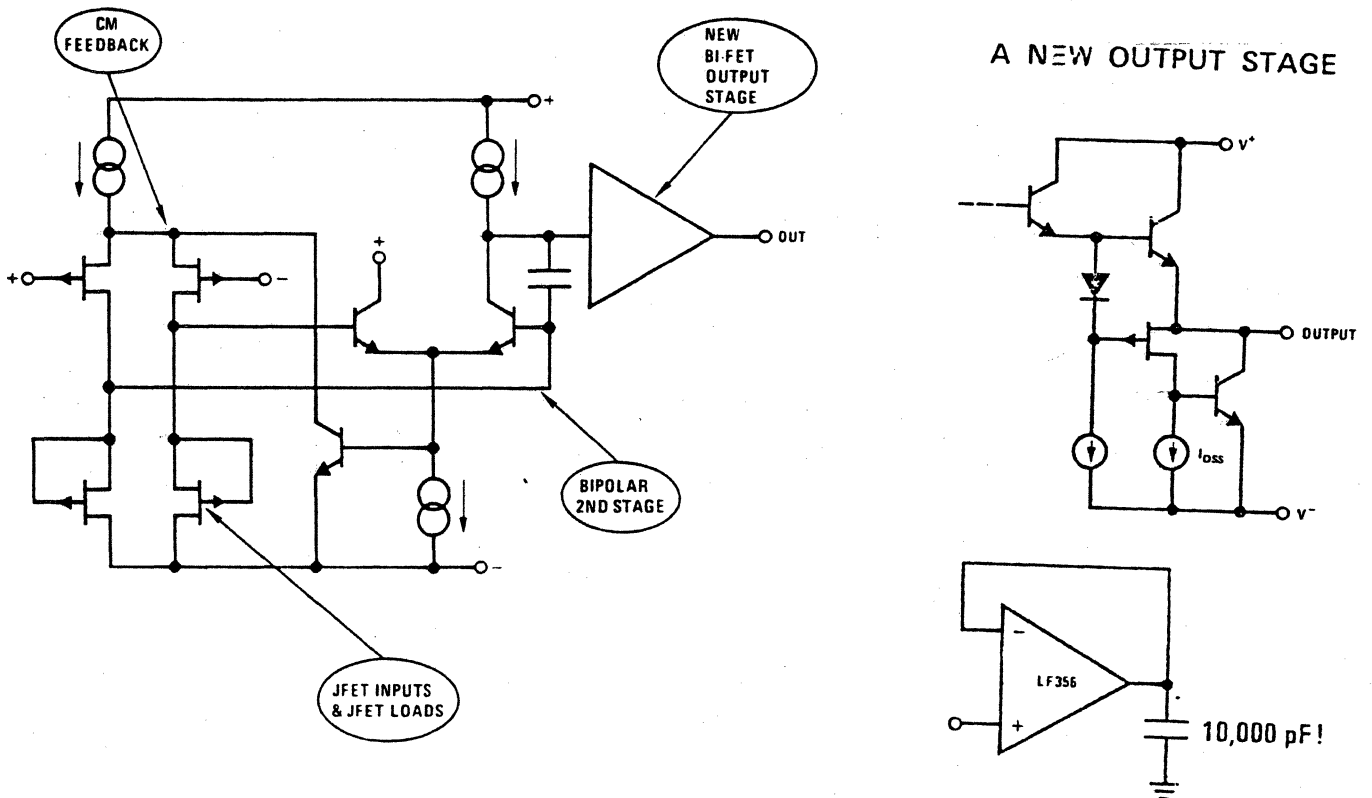 CM
FEEDBACK
NEW
BI-FET
OUTPUT
STAGE
+
+
+
-
OUT
BIPOLAR
2ND STAGE
-
JFET INPUTS
& JFET LOADS
A NEW OUTPUT STAGE
V+
OUTPUT
IDSS
V-
-
LF356
+
10,000 pF!